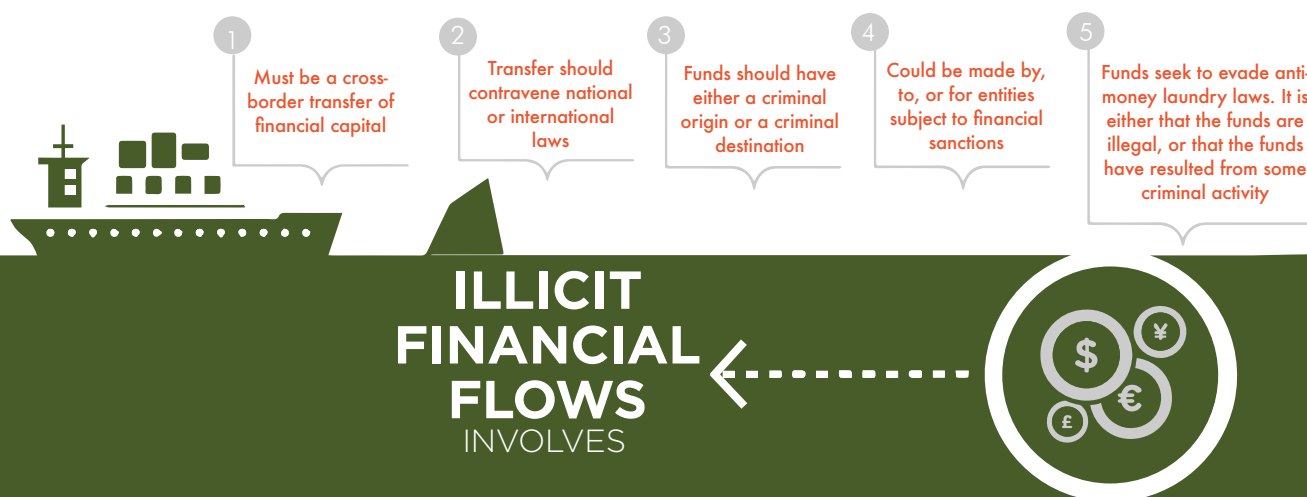 1
Must be a cross-
border transfer of
financial capital
2
Transfer should
contravene national
or international
laws
3
Funds should have
either a criminal
origin or a criminal
destination
4
Could be made by,
to, or for entities
subject to financial
sanctions
5
Funds seek to evade anti-
money laundry laws. It is
either that the funds are
illegal, or that the funds
have resulted from some
criminal activity
ILLICIT
FINANCIAL
FLOWS
INVOLVES
$
¥
€
£